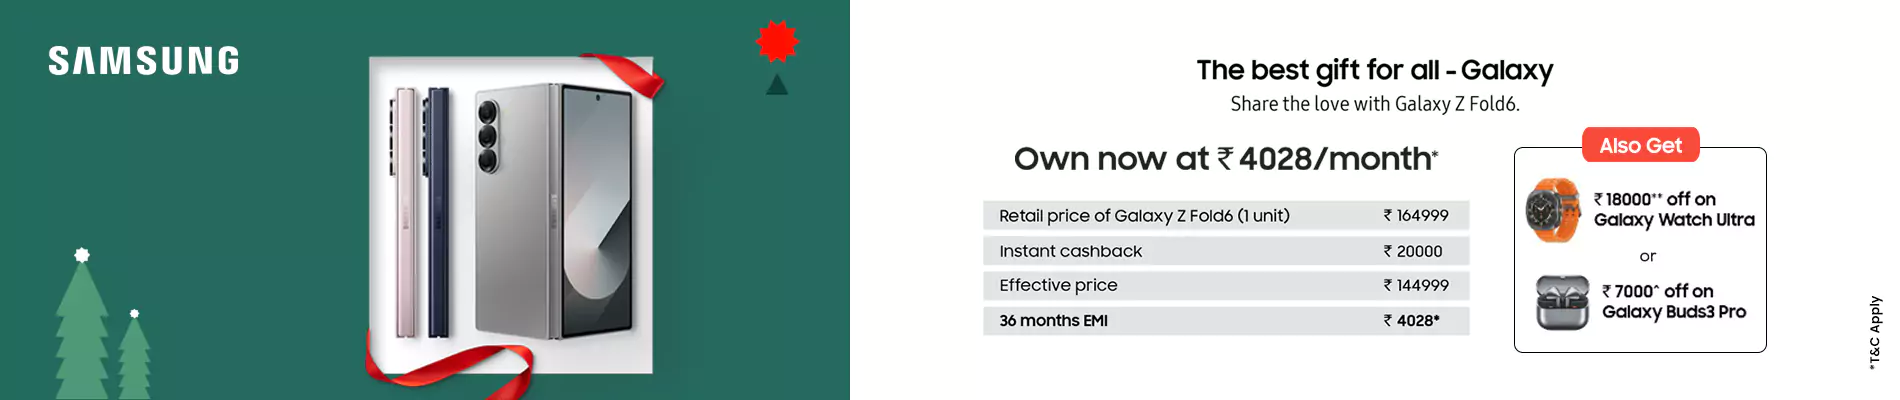 SAMSUNG
The best gift for all - Galaxy
Share the love with Galaxy Z Fold6.
Own now at ₹ 4028/month*
Retail price of Galaxy Z Fold6 (1 unit) ₹ 164999
Instant cashback ₹ 20000
Effective price ₹ 144999
36 months EMI ₹ 4028*
Also Get
₹ 18000** off on
Galaxy Watch Ultra
or
₹ 7000^ off on
Galaxy Buds3 Pro
*T&C Apply